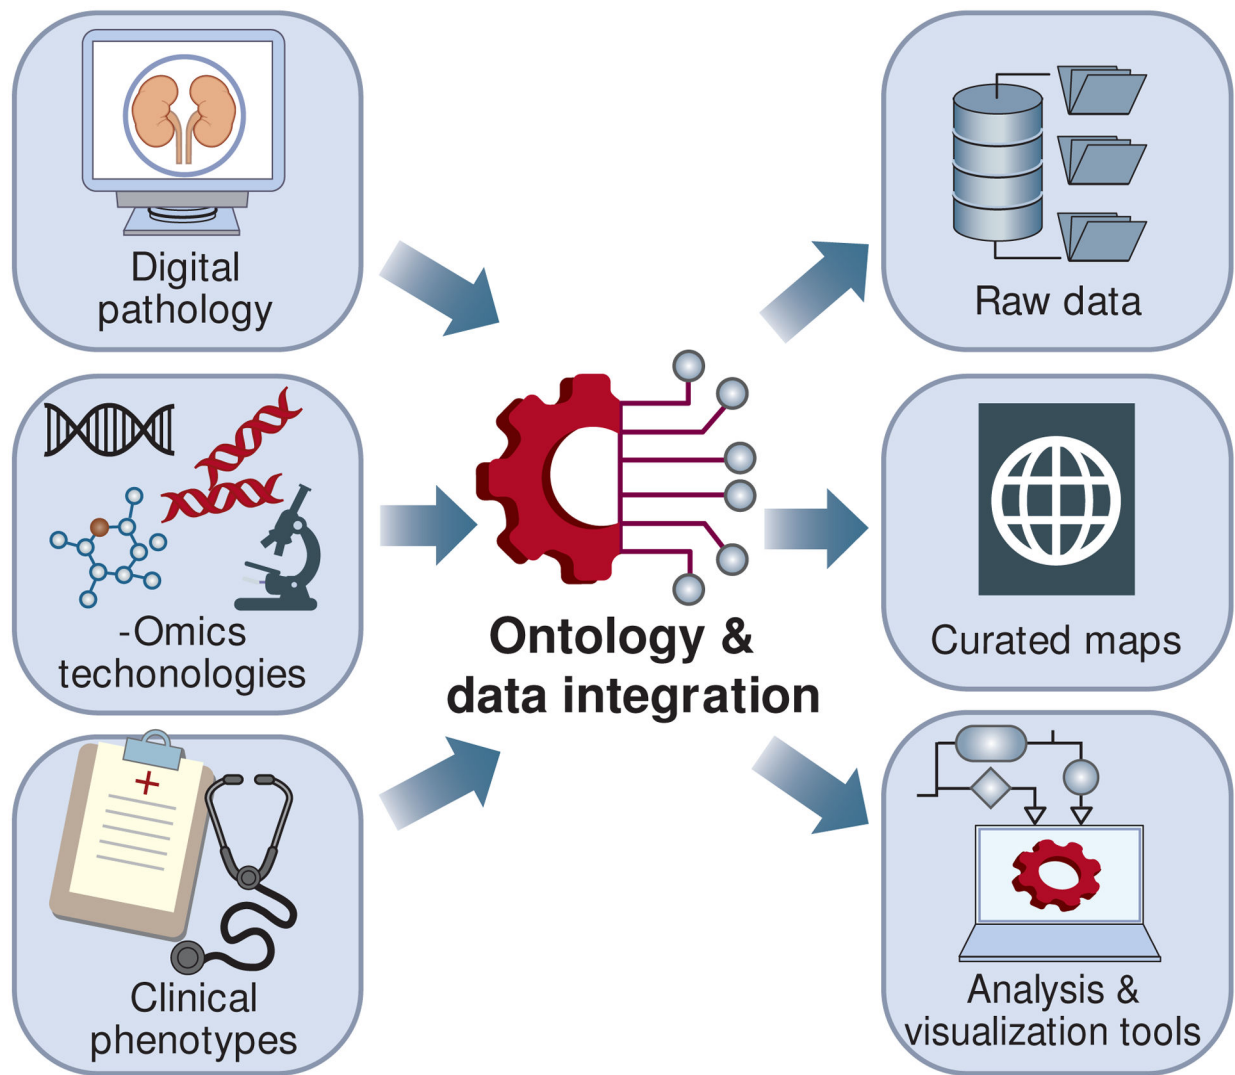 Digital
pathology
-Omics
techonologies
Clinical
phenotypes
Ontology &
data integration
Raw data
Curated maps
Analysis &
visualization tools